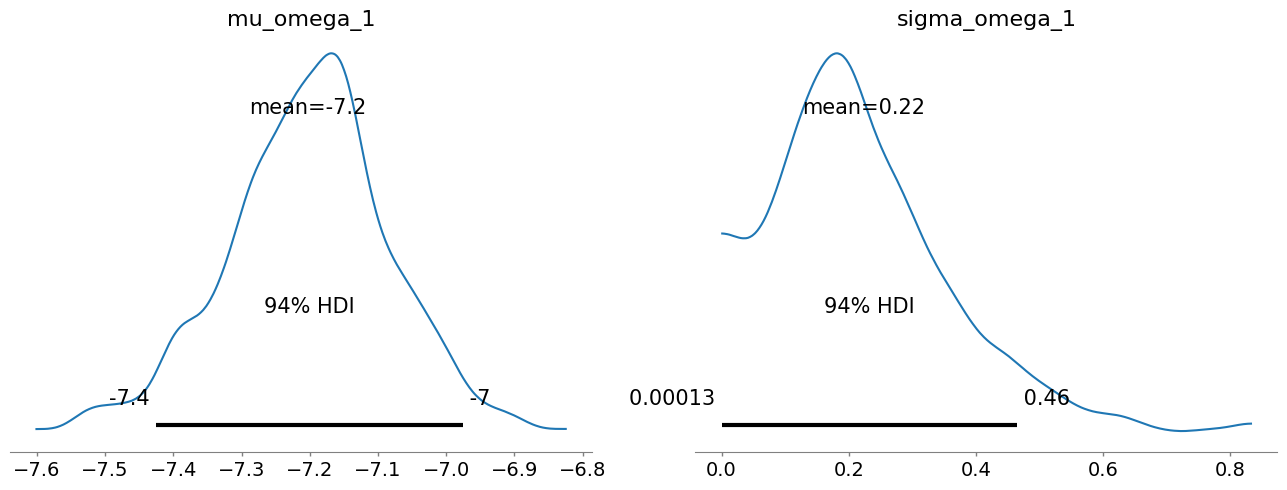 mu_omega_1
mean=-7.2
94% HDI
-7.4
-7
−7.6 −7.5 −7.4 −7.3 −7.2 −7.1 −7.0 −6.9 −6.8
sigma_omega_1
mean=0.22
94% HDI
0.00013
0.46
0.0 0.2 0.4 0.6 0.8